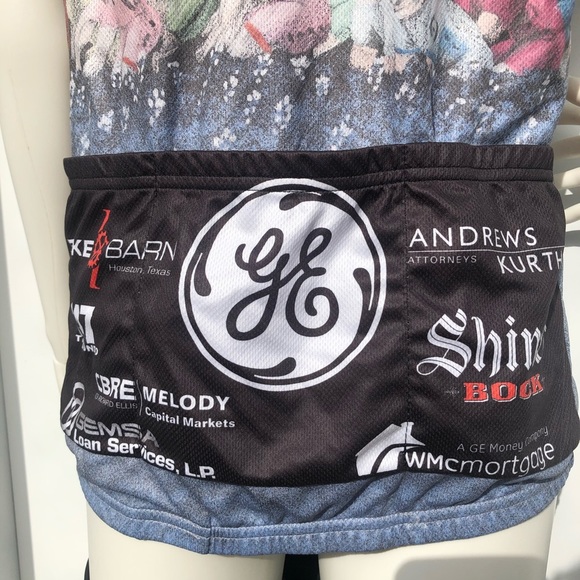 KE BARN
Houston, Texas
GE
ANDREWS
ATTORNEYS KURTH
Shin
BOCK
CBRE MELODY
Capital Markets
GEMSA
Loan Services, L.P.
A GE Money Company
WMCmortgage